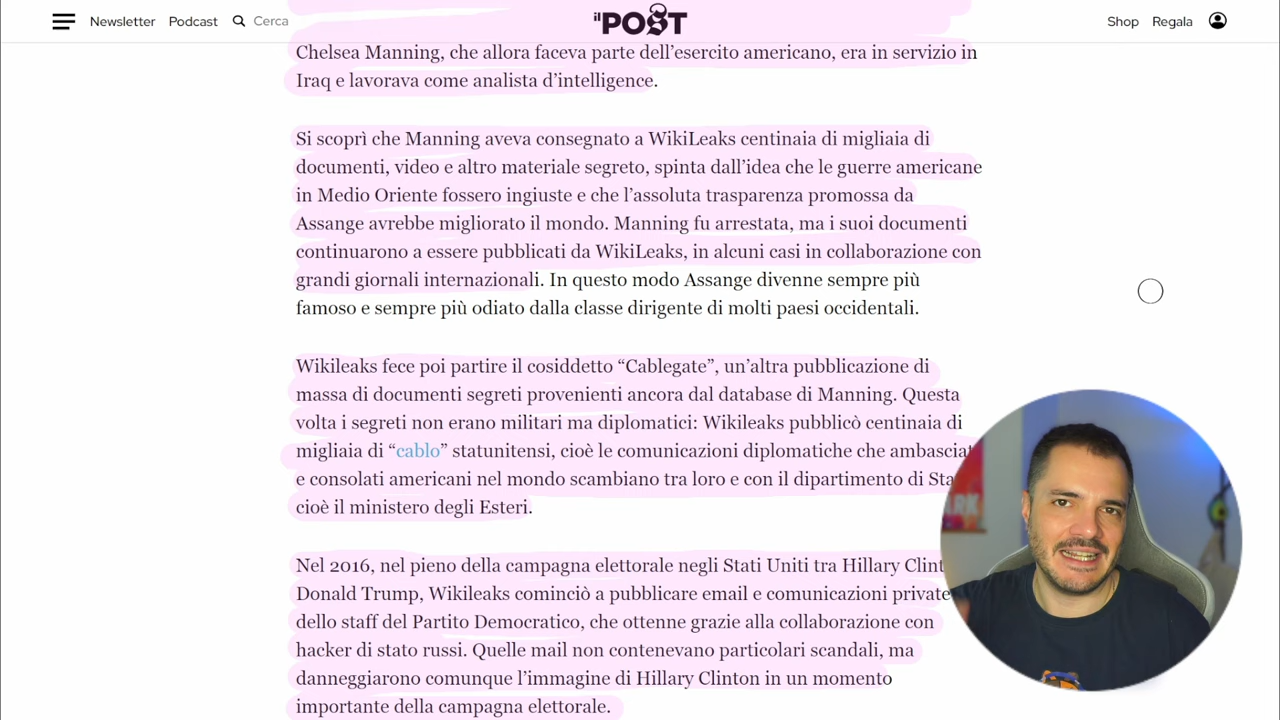 Newsletter Podcast Cerca il POST Shop Regala
Chelsea Manning, che allora faceva parte dell’esercito americano, era in servizio in
Iraq e lavorava come analista d’intelligence.
Si scoprì che Manning aveva consegnato a WikiLeaks centinaia di migliaia di
documenti, video e altro materiale segreto, spinta dall’idea che le guerre americane
in Medio Oriente fossero ingiuste e che l’assoluta trasparenza promossa da
Assange avrebbe migliorato il mondo. Manning fu arrestata, ma i suoi documenti
continuarono a essere pubblicati da WikiLeaks, in alcuni casi in collaborazione con
grandi giornali internazionali. In questo modo Assange divenne sempre più
famoso e sempre più odiato dalla classe dirigente di molti paesi occidentali.
Wikileaks fece poi partire il cosiddetto “Cablegate”, un’altra pubblicazione di
massa di documenti segreti provenienti ancora dal database di Manning. Questa
volta i segreti non erano militari ma diplomatici: Wikileaks pubblicò centinaia di
migliaia di “cablo” statunitensi, cioè le comunicazioni diplomatiche che
e consolati americani nel mondo scambiano tra loro e con il dipartimento di
cioè il ministero degli Esteri.
Nel 2016, nel pieno della campagna elettorale negli Stati Uniti tra Hillary
Donald Trump, Wikileaks cominciò a pubblicare email e comunicazioni private
dello staff del Partito Democratico, che ottenne grazie alla collaborazione con
hacker di stato russi. Quelle mail non contenevano particolari scandali, ma
danneggiarono comunque l’immagine di Hillary Clinton in un momento
importante della campagna elettorale.